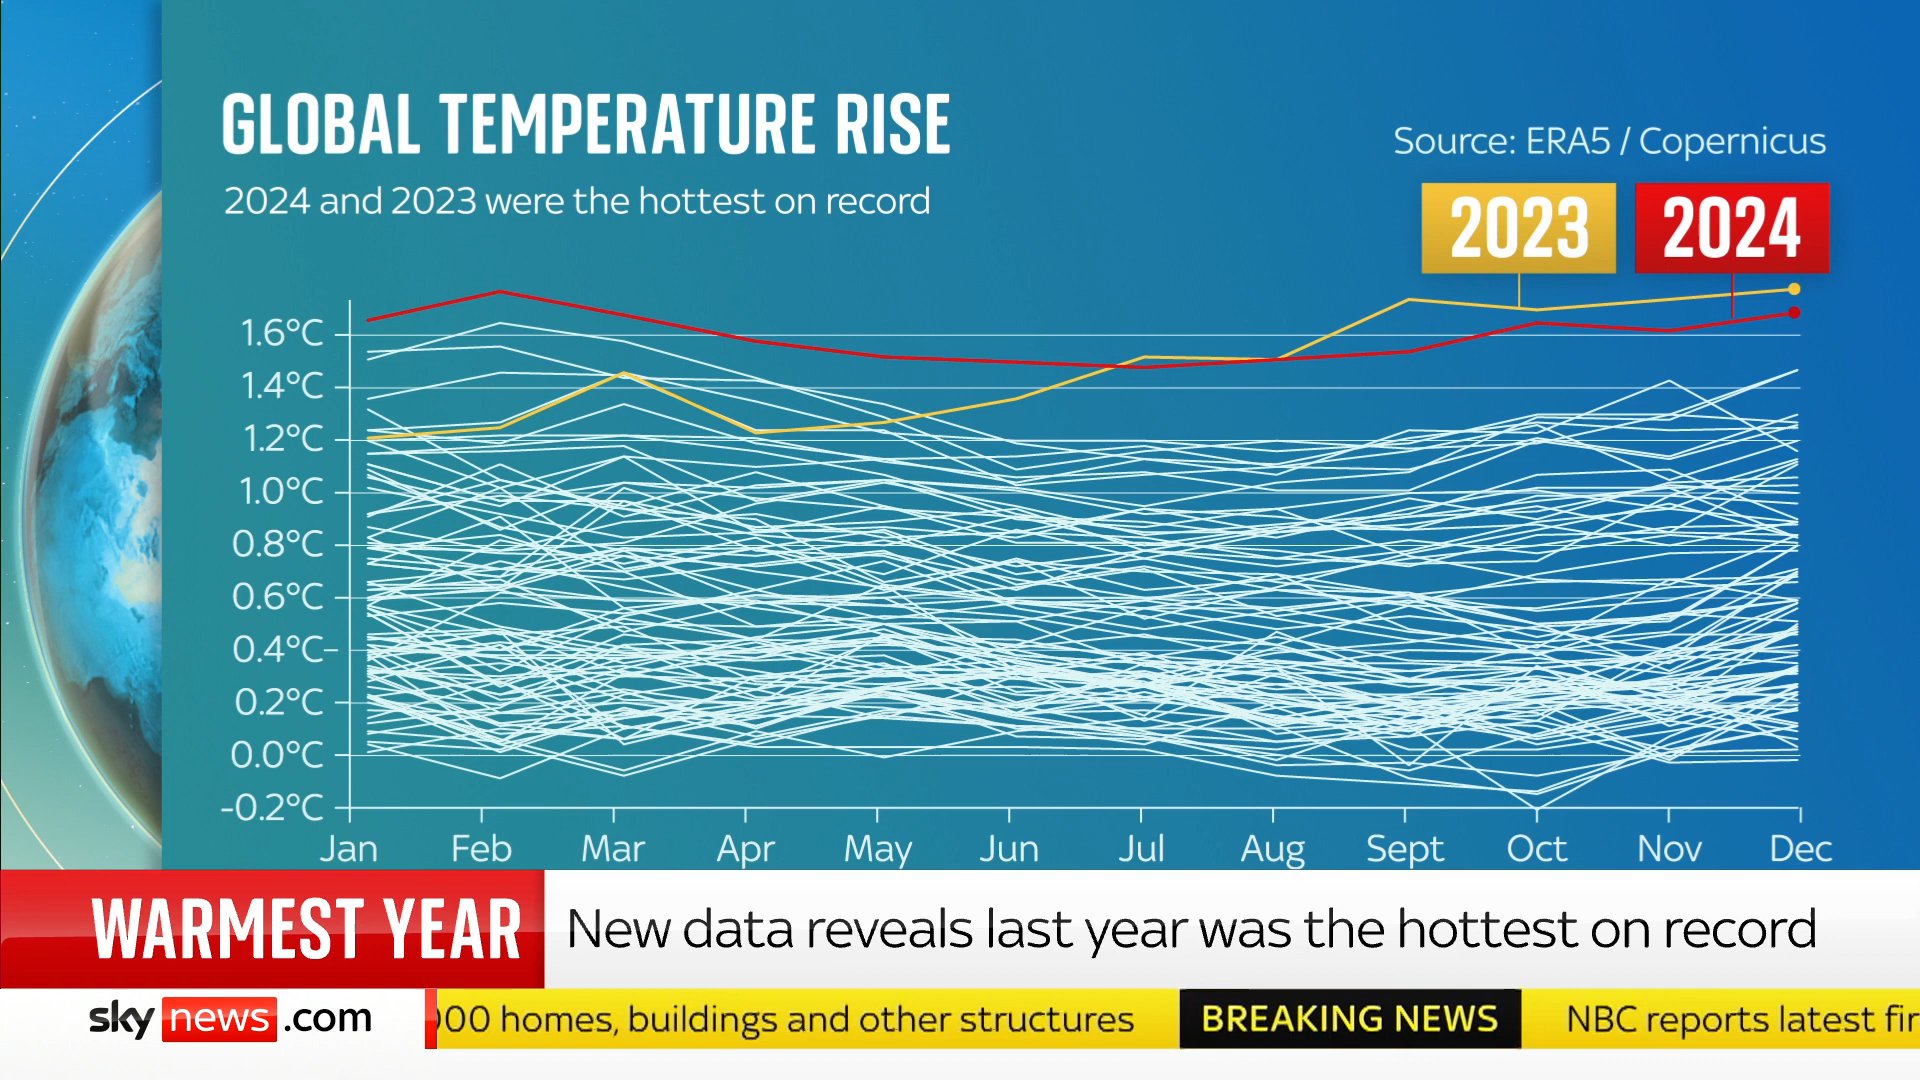 GLOBAL TEMPERATURE RISE
2024 and 2023 were the hottest on record
Source: ERA5 / Copernicus
2023 2024
1.6°C
1.4°C
1.2°C
1.0°C
0.8°C
0.6°C
0.4°C
0.2°C
0.0°C
-0.2°C
Jan Feb Mar Apr May Jun Jul Aug Sept Oct Nov Dec
WARMEST YEAR New data reveals last year was the hottest on record
sky news .com 00 homes, buildings and other structures BREAKING NEWS NBC reports latest